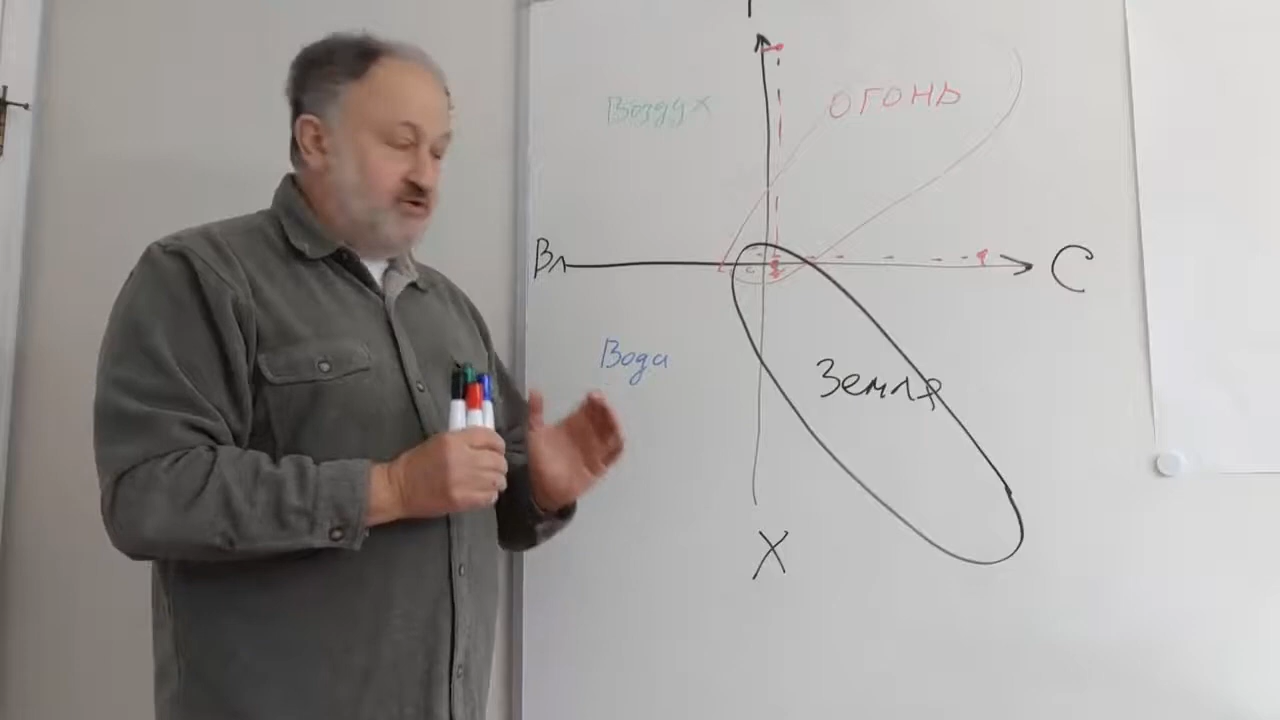 Воздух
ОГОНЬ
Вл
С
Вода
Земля
Х